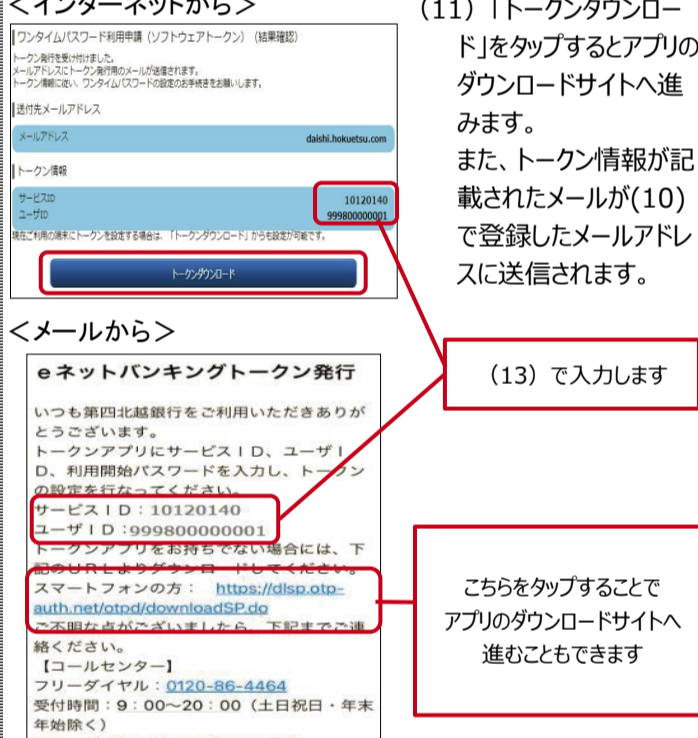 ＜インターネットから＞
ワンタイムパスワード利用申請（ソフトウェアトークン）（結果確認）
トークン発行を受け付けました。
メールアドレスにトークン発行用のメールが送信されます。
トークン情報に従い、ワンタイムパスワードの設定のお手続きをお願いします。
送付先メールアドレス
メールアドレス daishi.hokuetsu.com
トークン情報
サービスID 10120140
ユーザID 999800000001
現在ご利用の端末にトークンを設定する場合は、「トークンダウンロード」からも設定が可能です。
トークンダウンロード
（11）「トークンダウンロー
ド」をタップするとアプリの
ダウンロードサイトへ進
みます。
また、トークン情報が記
載されたメールが(10)
で登録したメールアドレ
スに送信されます。
（13）で入力します
＜メールから＞
eネットバンキングトークン発行
いつも第四北越銀行をご利用いただきありが
とうございます。
トークンアプリにサービスＩＤ、ユーザＩ
Ｄ、利用開始パスワードを入力し、トークン
の設定を行なってください。
サービスＩＤ：10120140
ユーザＩＤ：999800000001
トークンアプリをお持ちでない場合には、下
記のＵＲＬよりダウンロードしてください。
スマートフォンの方： https://dlsp.otp-
auth.net/otpd/downloadSP.do
ご不明な点がございましたら、下記までご連
絡ください。
【コールセンター】
フリーダイヤル：0120-86-4464
受付時間：9：00～20：00（土日祝日・年末
年始除く）
こちらをタップすることで
アプリのダウンロードサイトへ
進むこともできます